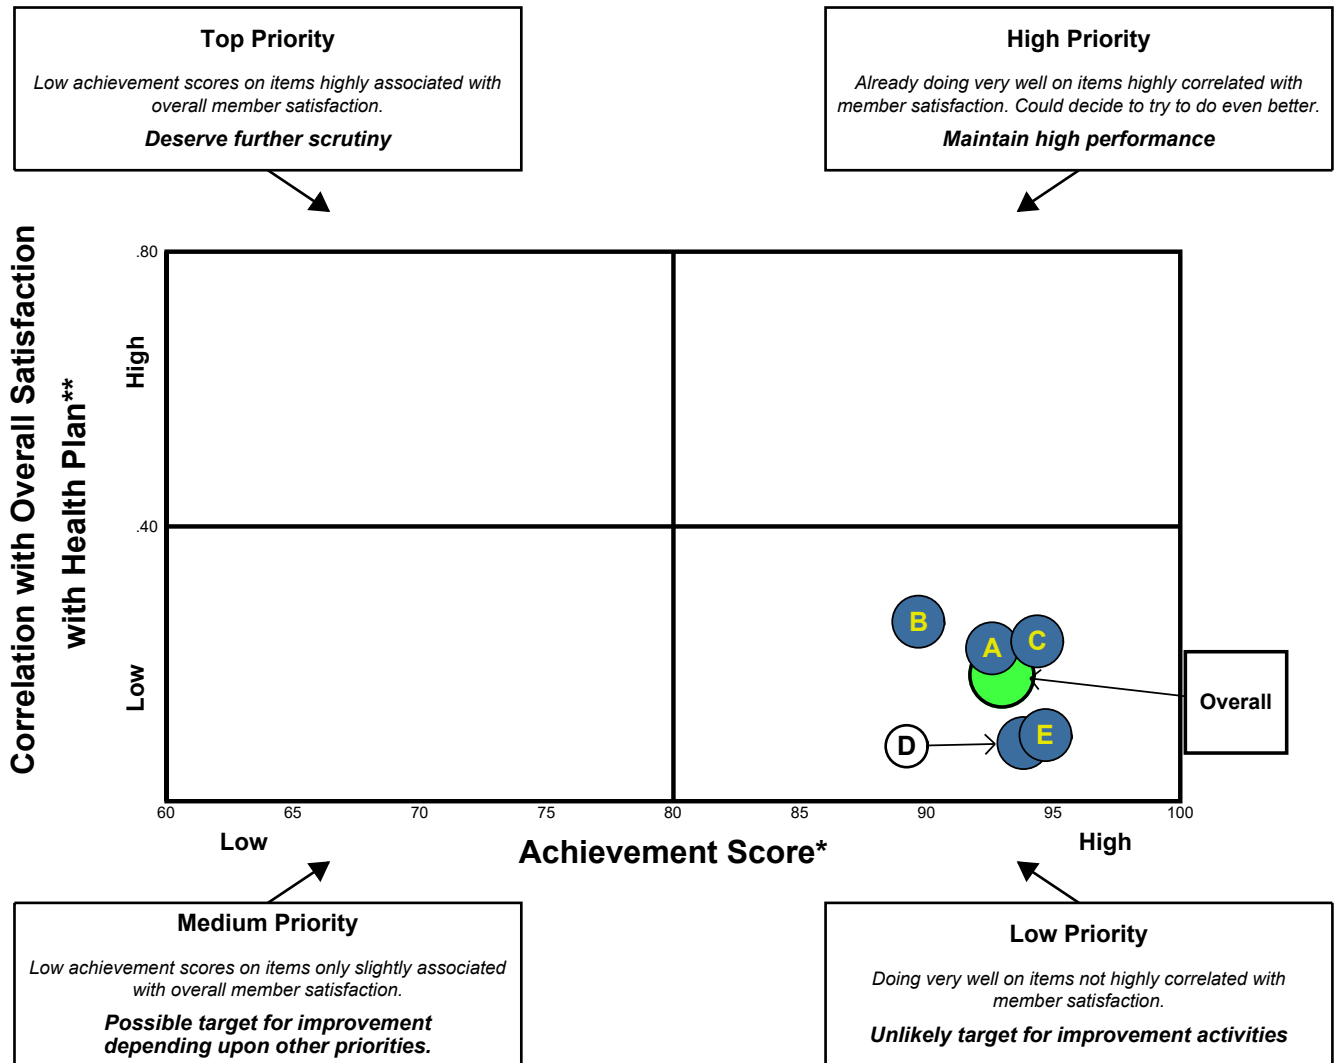 Top Priority
Low achievement scores on items highly associated with
overall member satisfaction.
Deserve further scrutiny
High Priority
Already doing very well on items highly correlated with
member satisfaction. Could decide to try to do even better.
Maintain high performance
Correlation with Overall Satisfaction
with Health Plan**
.80
High
.40
Low
B
A
C
D
E
Overall
60
65
70
75
80
85
90
95
100
Low
Achievement Score*
High
Medium Priority
Low achievement scores on items only slightly associated
with overall member satisfaction.
Possible target for improvement
depending upon other priorities.
Low Priority
Doing very well on items not highly correlated with
member satisfaction.
Unlikely target for improvement activities